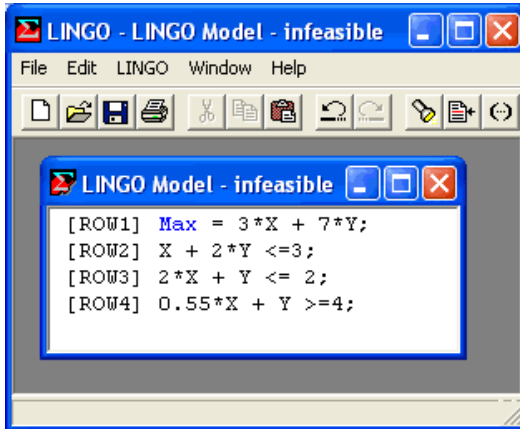 LINGO - LINGO Model - infeasible
File Edit LINGO Window Help
LINGO Model - infeasible
[ROW1] Max = 3*X + 7*Y;
[ROW2] X + 2*Y <=3;
[ROW3] 2*X + Y <= 2;
[ROW4] 0.55*X + Y >=4;